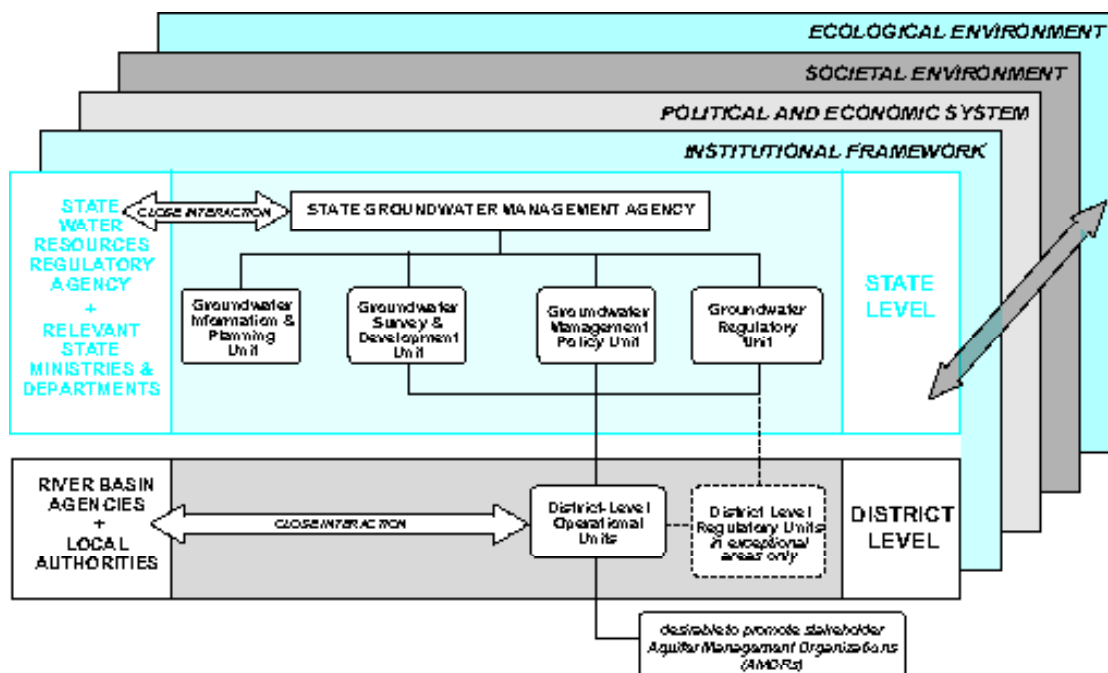 ECOLOGICAL ENVIRONMENT
SOCIETAL ENVIRONMENT
POLITICAL AND ECONOMIC SYSTEM
INSTITUTIONAL FRAMEWORK
STATE
WATER
RESOURCES
REGULATORY
AGENCY
+
RELEVANT
STATE
MINISTRIES &
DEPARTMENTS
CLOSE INTERACTION
STATE GROUNDWATER MANAGEMENT AGENCY
Groundwater
Information &
Planning
Unit
Groundwater
Survey &
Development Unit
Groundwater
Management
Policy Unit
Groundwater
Regulatory
Unit
STATE
LEVEL
RIVER BASIN
AGENCIES
+
LOCAL
AUTHORITIES
CLOSE INTERACTION
District-Level
Operational
Units
District Level
Regulatory Units
in exceptional
areas only
DISTRICT
LEVEL
desirable to promote stakeholder
Aquifer Management Organizations
(AMORs)